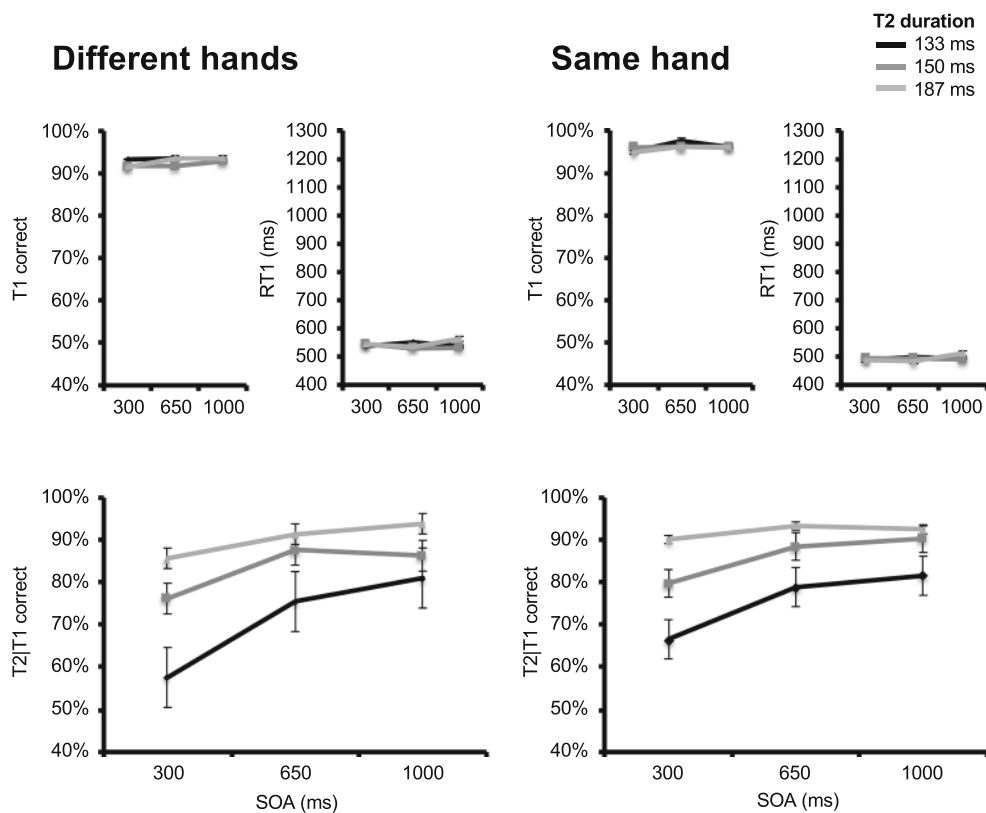 T2 duration
133 ms
150 ms
187 ms
Different hands
Same hand
100%
90%
80%
70%
60%
50%
40%
T1 correct
300 650 1000
1300
1200
1100
1000
900
800
700
600
500
400
RT1 (ms)
300 650 1000
100%
90%
80%
70%
60%
50%
40%
T1 correct
300 650 1000
1300
1200
1100
1000
900
800
700
600
500
400
RT1 (ms)
300 650 1000
100%
90%
80%
70%
60%
50%
40%
T2|T1 correct
300 650 1000
SOA (ms)
100%
90%
80%
70%
60%
50%
40%
T2|T1 correct
300 650 1000
SOA (ms)